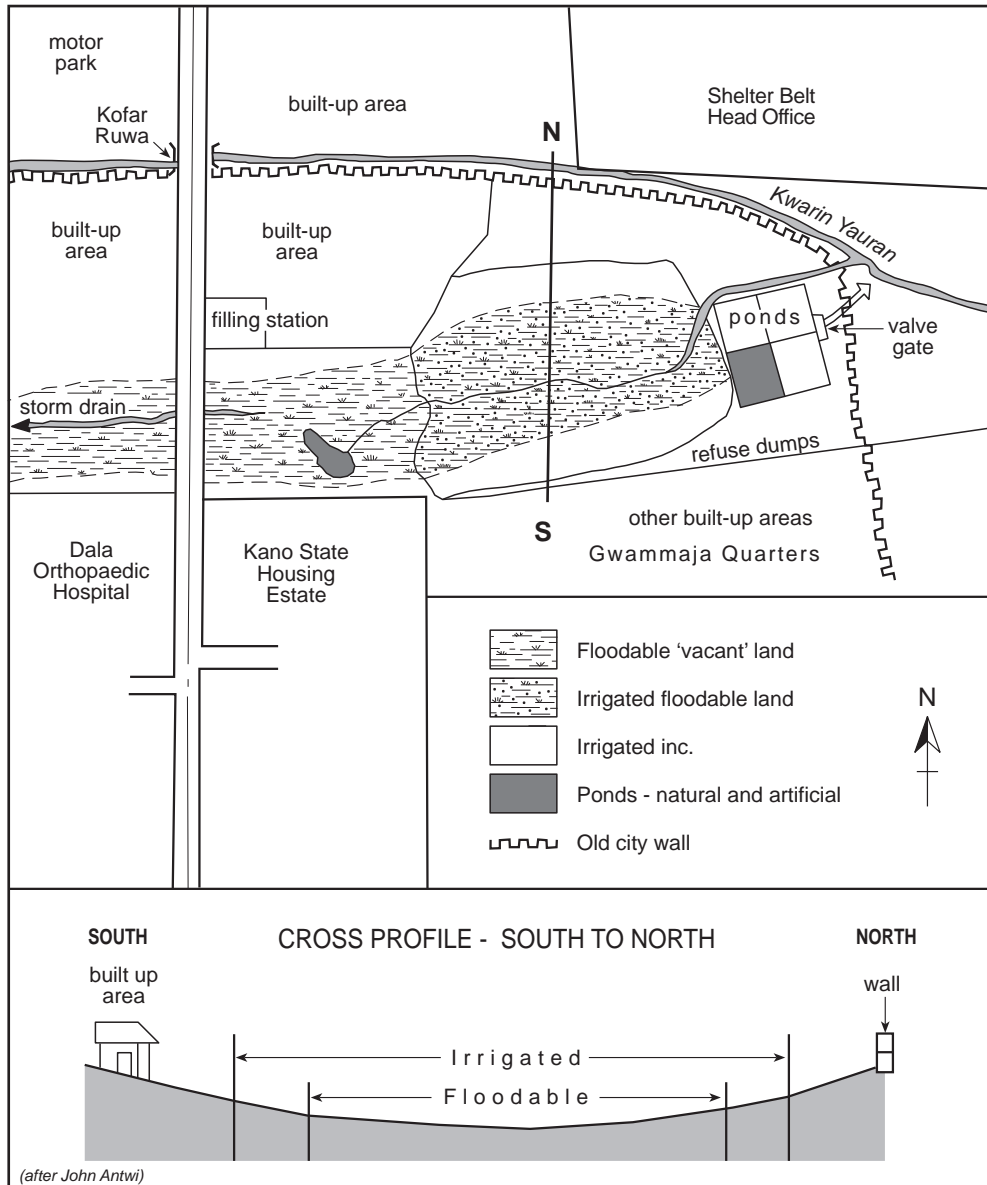 motor
park
Kofar
Ruwa
built-up area
Shelter Belt
Head Office
N
Kwarin Yauran
built-up
area
built-up
area
filling station
ponds
valve
gate
storm drain
refuse dumps
S
other built-up areas
Gwammaja Quarters
Dala
Orthopaedic
Hospital
Kano State
Housing
Estate
Floodable ‘vacant’ land
Irrigated floodable land
Irrigated inc.
Ponds - natural and artificial
Old city wall
N
SOUTH
CROSS PROFILE - SOUTH TO NORTH
NORTH
built up
area
wall
Irrigated
Floodable
(after John Antwi)